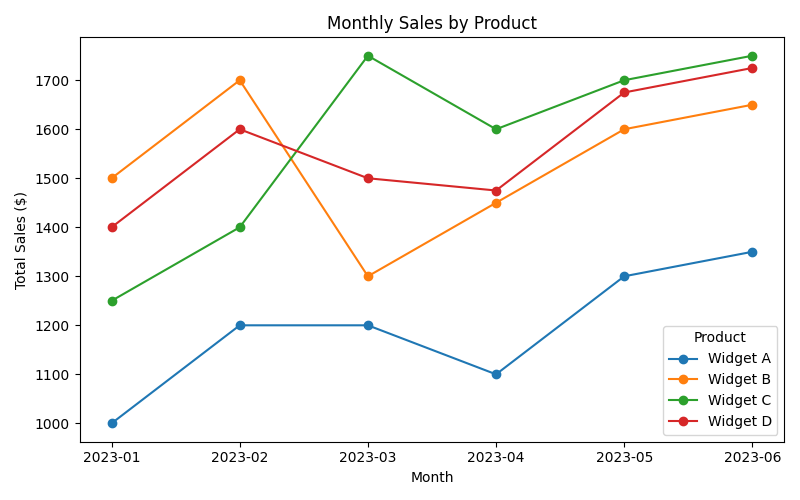 Monthly Sales by Product
Total Sales ($)
1700
1600
1500
1400
1300
1200
1100
1000
2023-01 2023-02 2023-03 2023-04 2023-05 2023-06
Month
Product
Widget A
Widget B
Widget C
Widget D